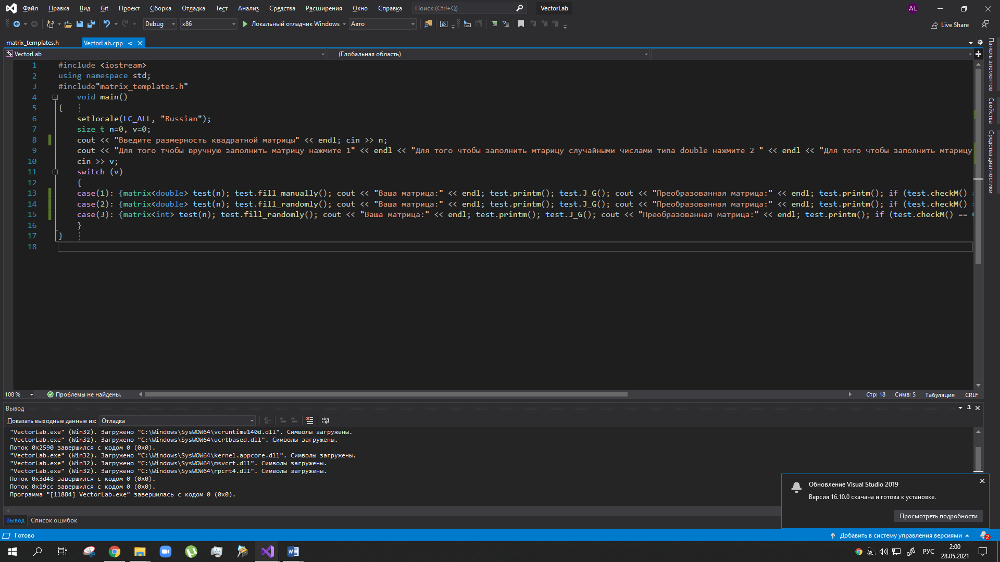 Файл Правка Вид Git Проект Сборка Отладка Тест Анализ Средства Расширения Окно Справка Поиск (Ctrl+Q) VectorLab AL
Debug x86 Локальный отладчик Windows Авто Live Share
matrix_templates.h VectorLab.cpp
VectorLab (Глобальная область)
1 #include <iostream>
2 using namespace std;
3 #include"matrix_templates.h"
4 void main()
5 {
6 setlocale(LC_ALL, "Russian");
7 size_t n=0, v=0;
8 cout << "Введите размерность квадратной матрицы" << endl; cin >> n;
9 cout << "Для того тчобы вручную заполнить матрицу нажмите 1" << endl << "Для того чтобы заполнить мтарицу случайными числами типа double нажмите 2 " << endl << "Для того чтобы заполнить мтарицу
10 cin >> v;
11 switch (v)
12 {
13 case(1): {matrix<double> test(n); test.fill_manually(); cout << "Ваша матрица:" << endl; test.printm(); test.J_G(); cout << "Преобразованная матрица:" << endl; test.printm(); if (test.checkM() =
14 case(2): {matrix<double> test(n); test.fill_randomly(); cout << "Ваша матрица:" << endl; test.printm(); test.J_G(); cout << "Преобразованная матрица:" << endl; test.printm(); if (test.checkM() =
15 case(3): {matrix<int> test(n); test.fill_randomly(); cout << "Ваша матрица:" << endl; test.printm(); test.J_G(); cout << "Преобразованная матрица:" << endl; test.printm(); if (test.checkM() ==
16 }
17 }
18
Панель элементов
Свойства
Средства диагностики
108 % Проблемы не найдены. Стр: 18 Симв: 5 Табуляция CRLF
Вывод
Показать выходные данные из: Отладка
"VectorLab.exe" (Win32). Загружено "C:\Windows\SysWOW64\vcruntime140d.dll". Символы загружены.
"VectorLab.exe" (Win32). Загружено "C:\Windows\SysWOW64\ucrtbased.dll". Символы загружены.
Поток 0x2590 завершился с кодом 0 (0x0).
"VectorLab.exe" (Win32). Загружено "C:\Windows\SysWOW64\kernel.appcore.dll". Символы загружены.
"VectorLab.exe" (Win32). Загружено "C:\Windows\SysWOW64\msvcrt.dll". Символы загружены.
"VectorLab.exe" (Win32). Загружено "C:\Windows\SysWOW64\rpcrt4.dll". Символы загружены.
Поток 0x3d48 завершился с кодом 0 (0x0).
Поток 0x19cc завершился с кодом 0 (0x0).
Программа "[11884] VectorLab.exe" завершилась с кодом 0 (0x0).
Обновление Visual Studio 2019
Версия 16.10.0 скачана и готова к установке.
Просмотреть подробности
Вывод Список ошибок
Готово Добавить в систему управления версиями 2
РУС 2:00
28.05.2021